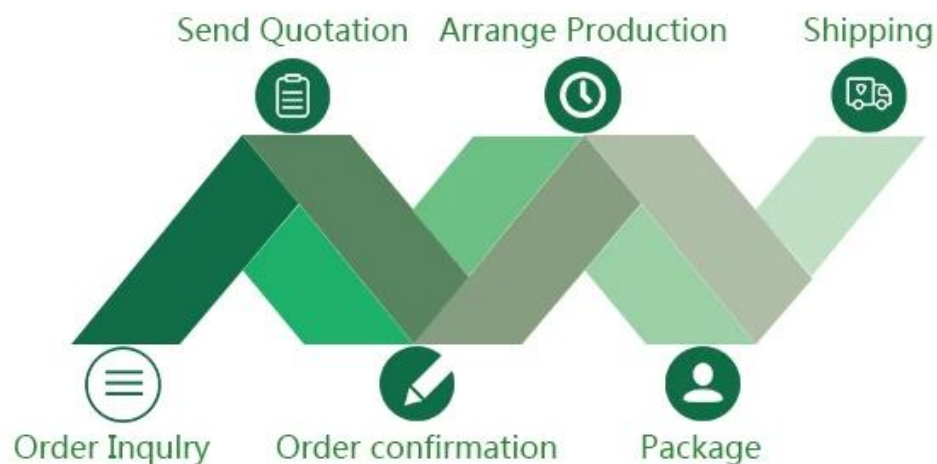 Send Quotation
Arrange Production
Shipping
Order Inqulry
Order confirmation
Package